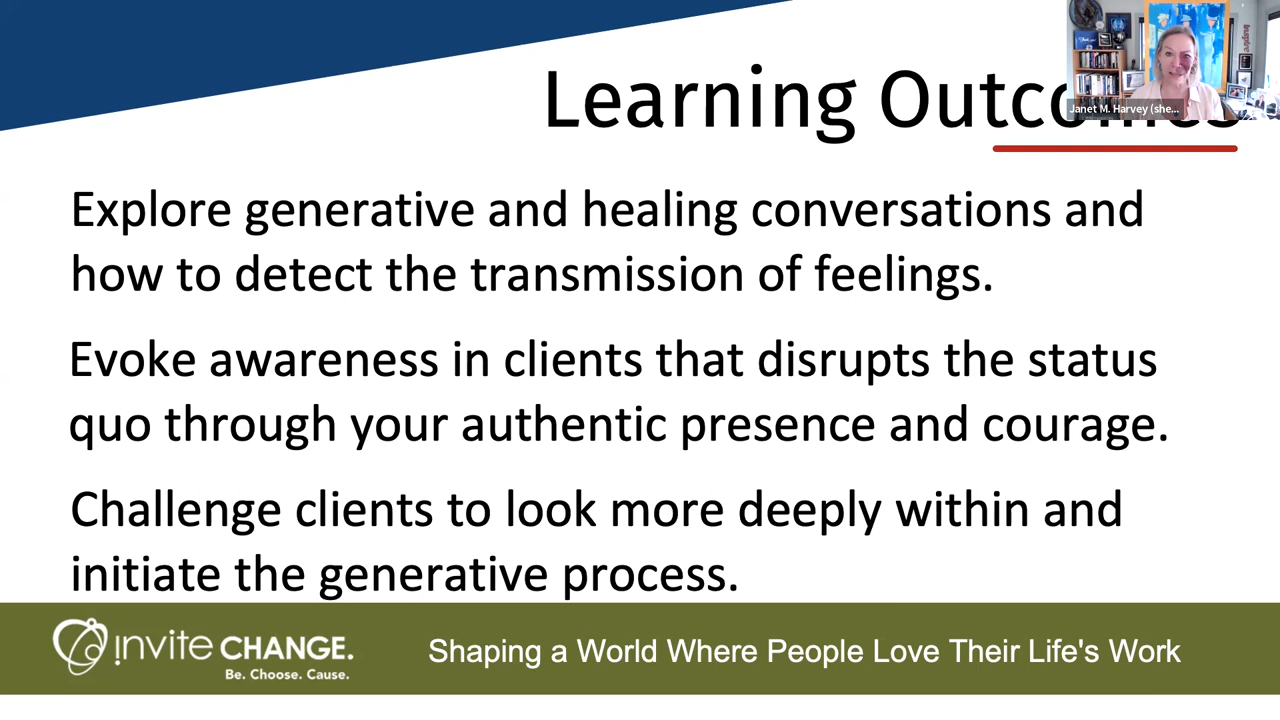 Learning Outcomes
Janet M. Harvey (she...
Explore generative and healing conversations and
how to detect the transmission of feelings.
Evoke awareness in clients that disrupts the status
quo through your authentic presence and courage.
Challenge clients to look more deeply within and
initiate the generative process.
invite CHANGE.
Be. Choose. Cause.
Shaping a World Where People Love Their Life's Work